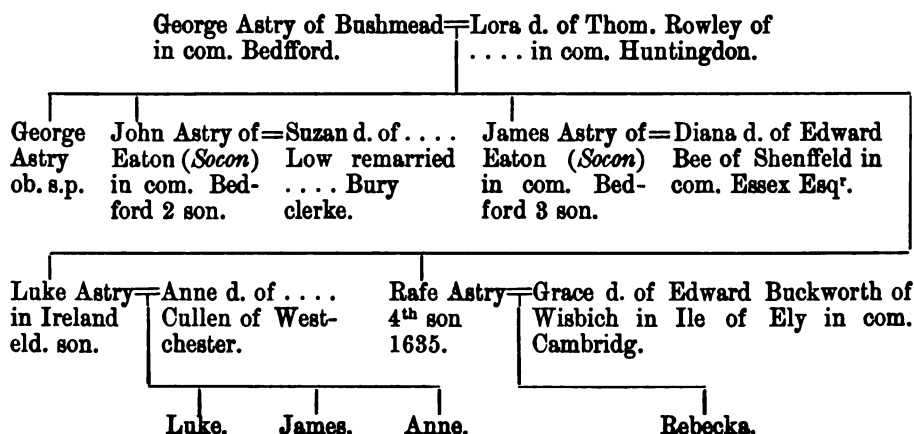 George Astry of Bushmead=Lora d. of Thom. Rowley of
in com. Bedfford. . . . . in com. Huntingdon.
George
Astry
ob. s.p.
John Astry of=Suzan d. of . . . .
Eaton (Socon) Low remarried
in com. Bed- . . . . Bury
ford 2 son. clerke.
James Astry of=Diana d. of Edward
Eaton (Socon) Bee of Shenffeld in
in com. Bed- com. Essex Esqr.
ford 3 son.
Luke Astry=Anne d. of . . . .
in Ireland Cullen of West-
eld. son. chester.
Rafe Astry=Grace d. of Edward Buckworth of
4th son Wisbich in Ile of Ely in com.
1635. Cambridg.
Luke. James. Anne. Rebecka.